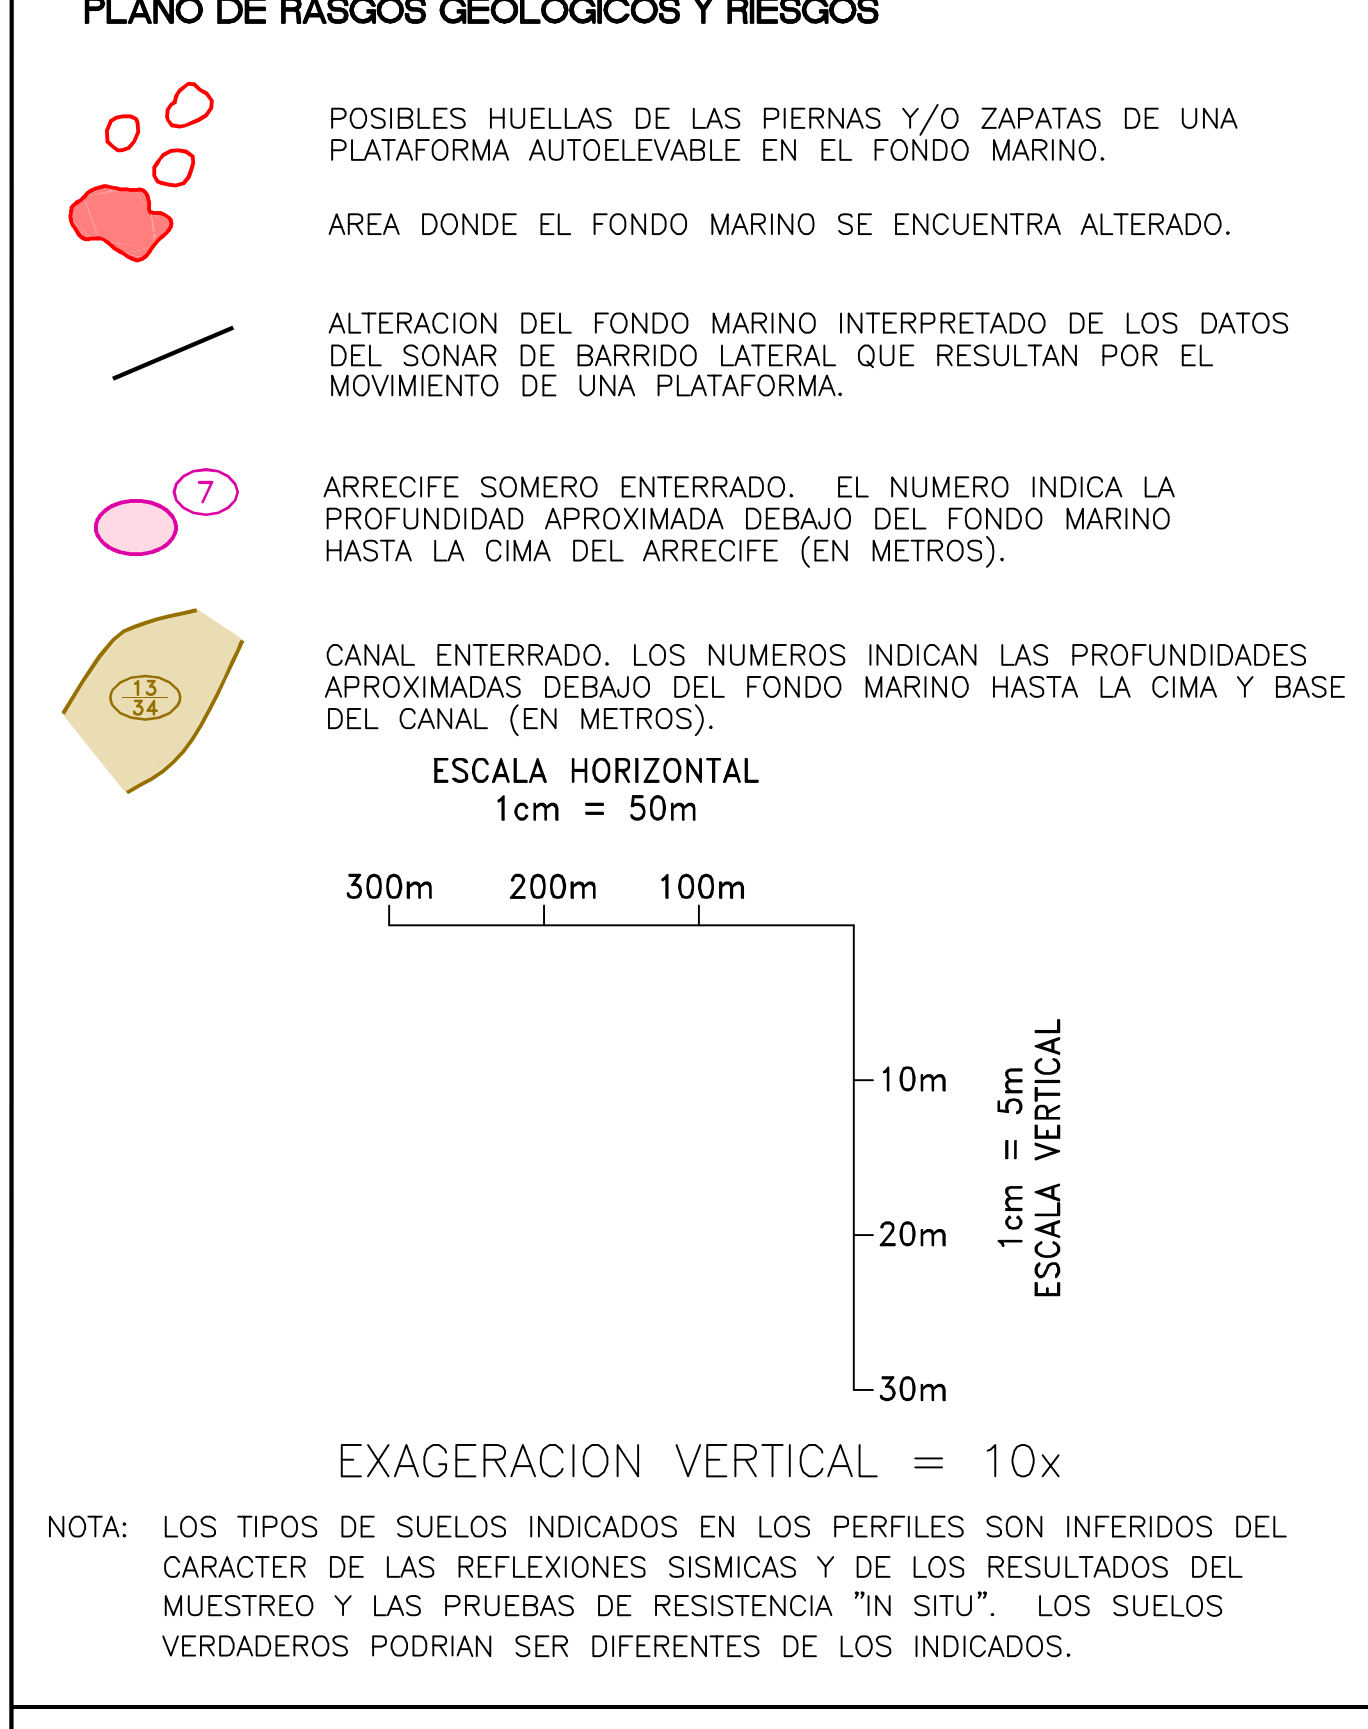 PLANO DE RASGOS GEOLOGICOS Y RIESGOS
POSIBLES HUELLAS DE LAS PIERNAS Y/O ZAPATAS DE UNA
PLATAFORMA AUTOELEVABLE EN EL FONDO MARINO.
AREA DONDE EL FONDO MARINO SE ENCUENTRA ALTERADO.
ALTERACION DEL FONDO MARINO INTERPRETADO DE LOS DATOS
DEL SONAR DE BARRIDO LATERAL QUE RESULTAN POR EL
MOVIMIENTO DE UNA PLATAFORMA.
7
ARRECIFE SOMERO ENTERRADO. EL NUMERO INDICA LA
PROFUNDIDAD APROXIMADA DEBAJO DEL FONDO MARINO
HASTA LA CIMA DEL ARRECIFE (EN METROS).
13
34
CANAL ENTERRADO. LOS NUMEROS INDICAN LAS PROFUNDIDADES
APROXIMADAS DEBAJO DEL FONDO MARINO HASTA LA CIMA Y BASE
DEL CANAL (EN METROS).
ESCALA HORIZONTAL
1cm = 50m
300m 200m 100m
10m
20m
30m
1cm = 5m
ESCALA VERTICAL
EXAGERACION VERTICAL = 10x
NOTA: LOS TIPOS DE SUELOS INDICADOS EN LOS PERFILES SON INFERIDOS DEL
CARACTER DE LAS REFLEXIONES SISMICAS Y DE LOS RESULTADOS DEL
MUESTREO Y LAS PRUEBAS DE RESISTENCIA "IN SITU". LOS SUELOS
VERDADEROS PODRIAN SER DIFERENTES DE LOS INDICADOS.